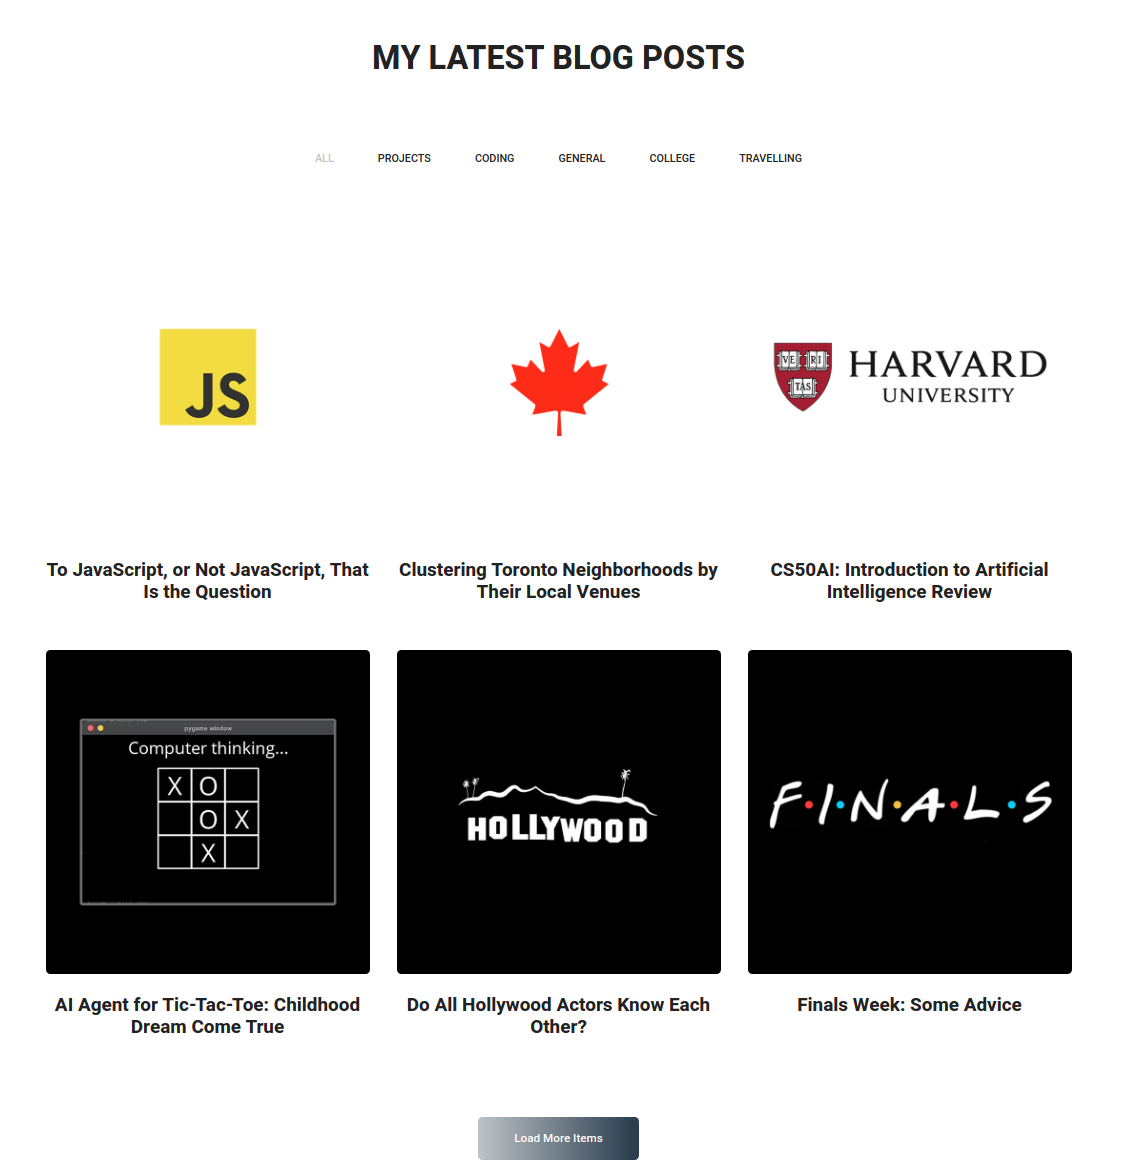 MY LATEST BLOG POSTS
ALL PROJECTS CODING GENERAL COLLEGE TRAVELLING
JS
VE RI
TAS
HARVARD
UNIVERSITY
To JavaScript, or Not JavaScript, That
Is the Question
Clustering Toronto Neighborhoods by
Their Local Venues
CS50AI: Introduction to Artificial
Intelligence Review
pygame window
Computer thinking...
X O
O X
X
HOLLYWOOD
F·I·N·A·L·S
AI Agent for Tic-Tac-Toe: Childhood
Dream Come True
Do All Hollywood Actors Know Each
Other?
Finals Week: Some Advice
Load More Items